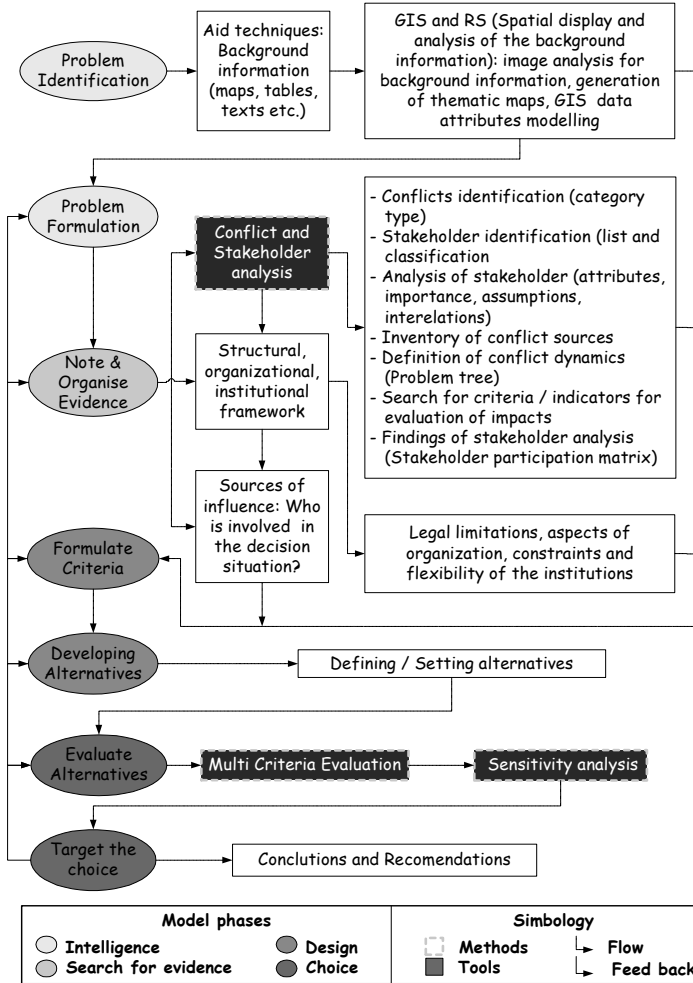 Problem
Identification
Aid techniques:
Background
information
(maps, tables,
texts etc.)
GIS and RS (Spatial display and
analysis of the background
information): image analysis for
background information, generation
of thematic maps, GIS data
attributes modelling
Problem
Formulation
Conflict and
Stakeholder
analysis
- Conflicts identification (category
type)
- Stakeholder identification (list and
classification
- Analysis of stakeholder (attributes,
importance, assumptions,
interelations)
- Inventory of conflict sources
- Definition of conflict dynamics
(Problem tree)
- Search for criteria / indicators for
evaluation of impacts
- Findings of stakeholder analysis
(Stakeholder participation matrix)
Note &
Organise
Evidence
Structural,
organizational,
institutional
framework
Sources of
influence: Who
is involved in
the decision
situation?
Legal limitations, aspects of
organization, constraints and
flexibility of the institutions
Formulate
Criteria
Developing
Alternatives
Defining / Setting alternatives
Evaluate
Alternatives
Multi Criteria Evaluation
Sensitivity analysis
Target the
choice
Conclutions and Recomendations
Model phases
Intelligence
Design
Search for evidence
Choice
Simbology
Methods
Flow
Tools
Feed back